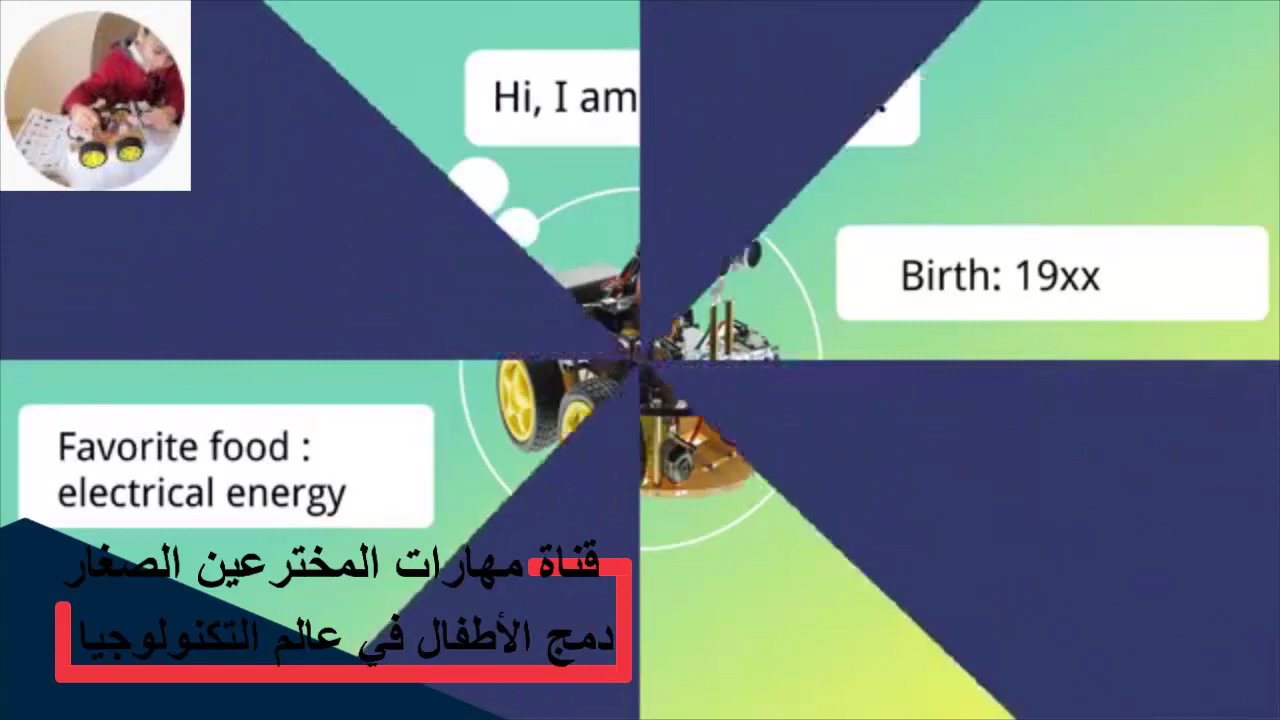 Hi, I am
Birth: 19xx
Favorite food :
electrical energy
قناة مهارات المخترعين الصغار
دمج الأطفال في عالم التكنولوجيا